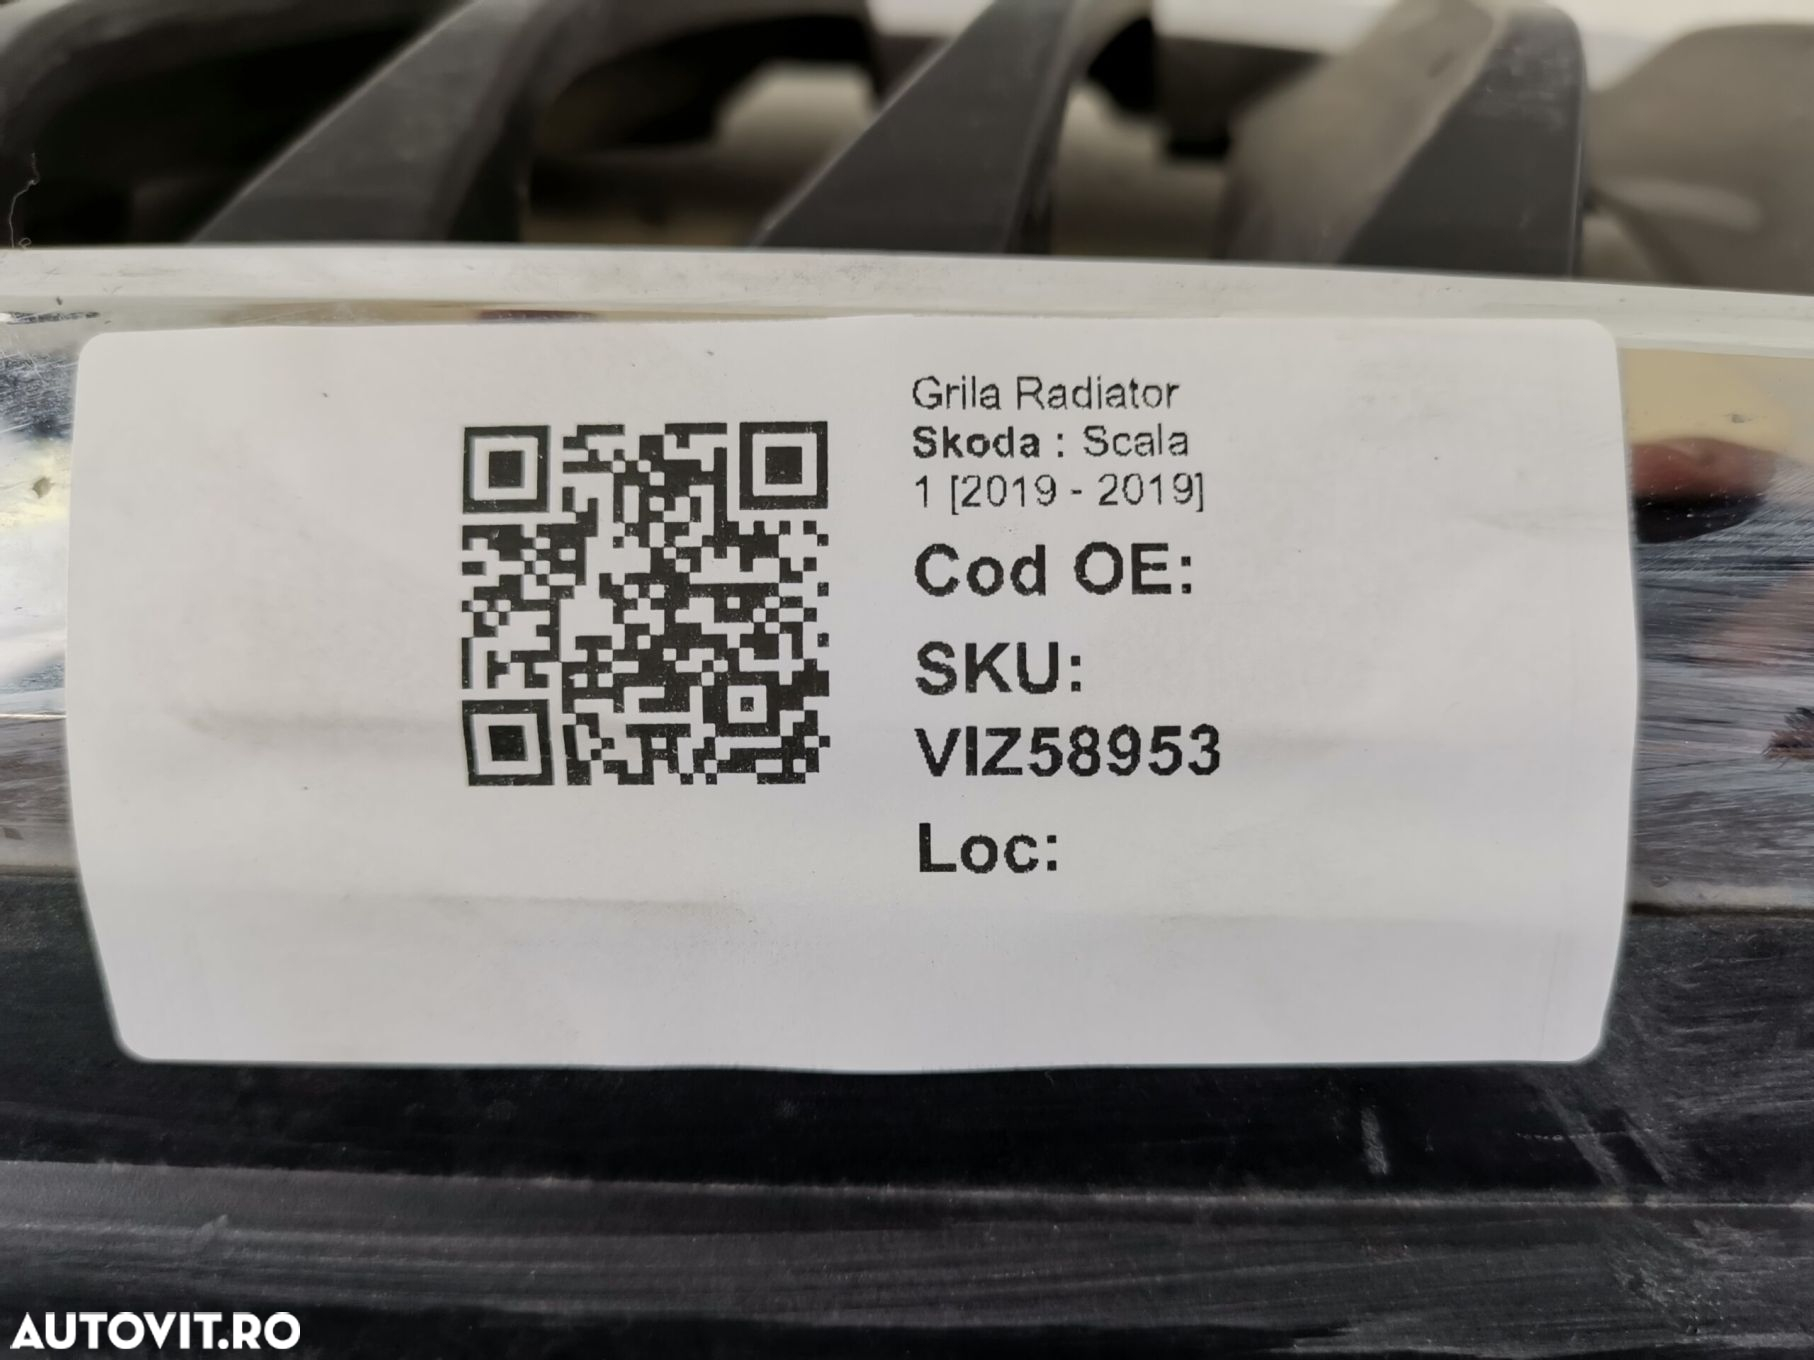 Grila Radiator
Skoda : Scala
1 [2019 - 2019]
Cod OE:
SKU:
VIZ58953
Loc:
AUTOVIT.RO